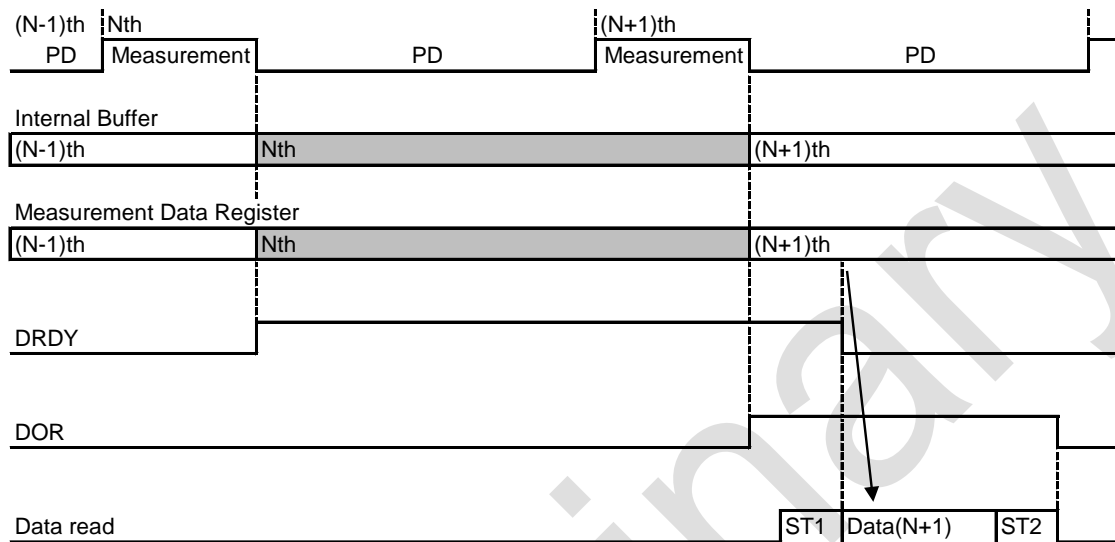 (N-1)th Nth (N+1)th
PD Measurement PD Measurement PD
Internal Buffer
(N-1)th Nth (N+1)th
Measurement Data Register
(N-1)th Nth (N+1)th
DRDY
DOR
Data read ST1 Data(N+1) ST2
inary